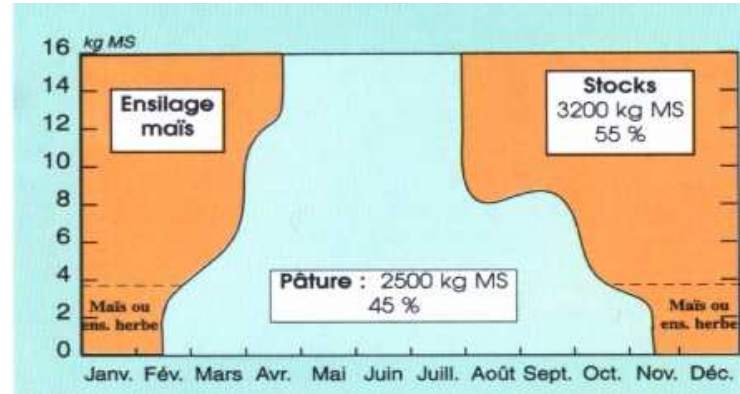 16 kg MS
14
12
10
8
6
4
2
0
Ensilage
maïs
Stocks
3200 kg MS
55 %
Pâture : 2500 kg MS
45 %
Maïs ou
ens. herbe
Maïs ou
ens. herbe
Janv. Fév. Mars Avr. Mai Juin Juill. Août Sept. Oct. Nov. Déc.